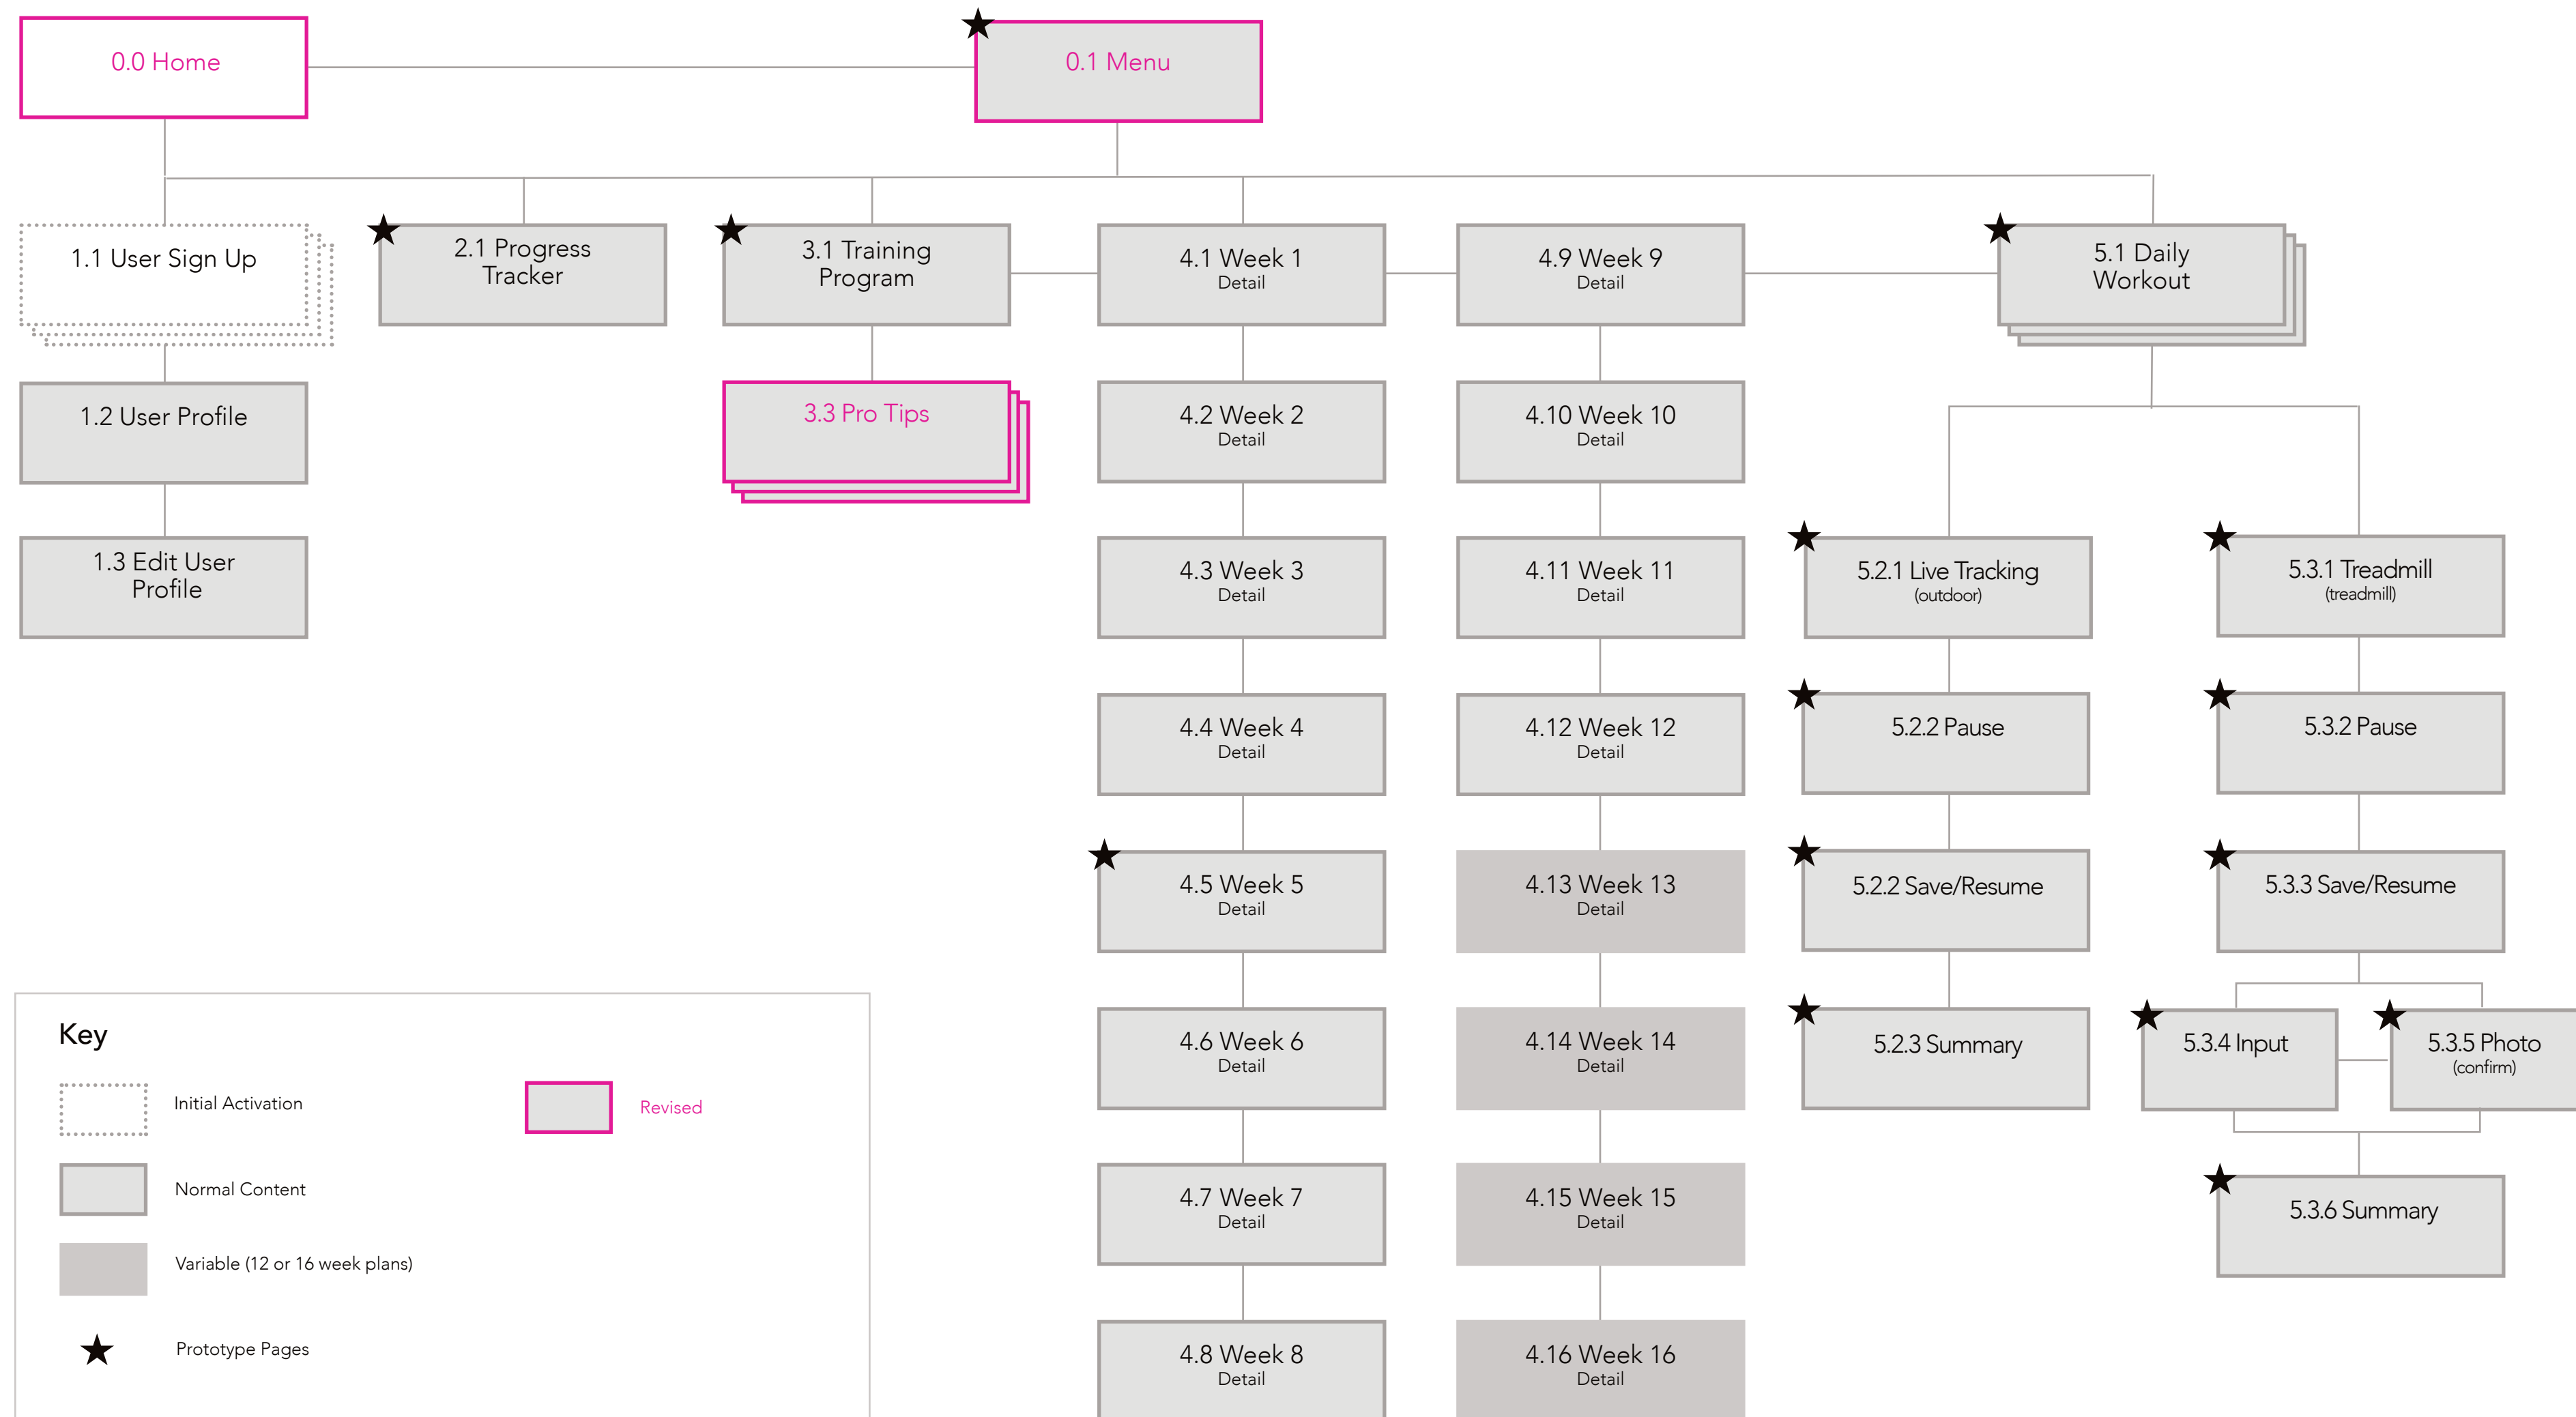 0.0 Home
0.1 Menu
1.1 User Sign Up
1.2 User Profile
1.3 Edit User
Profile
2.1 Progress
Tracker
3.1 Training
Program
3.3 Pro Tips
4.1 Week 1
Detail
4.2 Week 2
Detail
4.3 Week 3
Detail
4.4 Week 4
Detail
4.5 Week 5
Detail
4.6 Week 6
Detail
4.7 Week 7
Detail
4.8 Week 8
Detail
4.9 Week 9
Detail
4.10 Week 10
Detail
4.11 Week 11
Detail
4.12 Week 12
Detail
4.13 Week 13
Detail
4.14 Week 14
Detail
4.15 Week 15
Detail
4.16 Week 16
Detail
5.1 Daily
Workout
5.2.1 Live Tracking
(outdoor)
5.2.2 Pause
5.2.2 Save/Resume
5.2.3 Summary
5.3.1 Treadmill
(treadmill)
5.3.2 Pause
5.3.3 Save/Resume
5.3.4 Input
5.3.5 Photo
(confirm)
5.3.6 Summary
Key
Initial Activation
Revised
Normal Content
Variable (12 or 16 week plans)
Prototype Pages